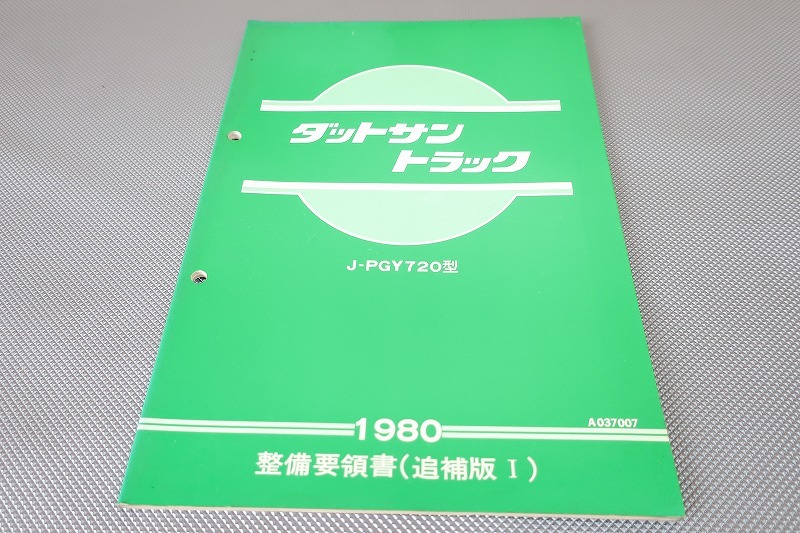 ダットサン
トラック
J-PGY720型
A037007
1980
整備要領書(追補版 I)